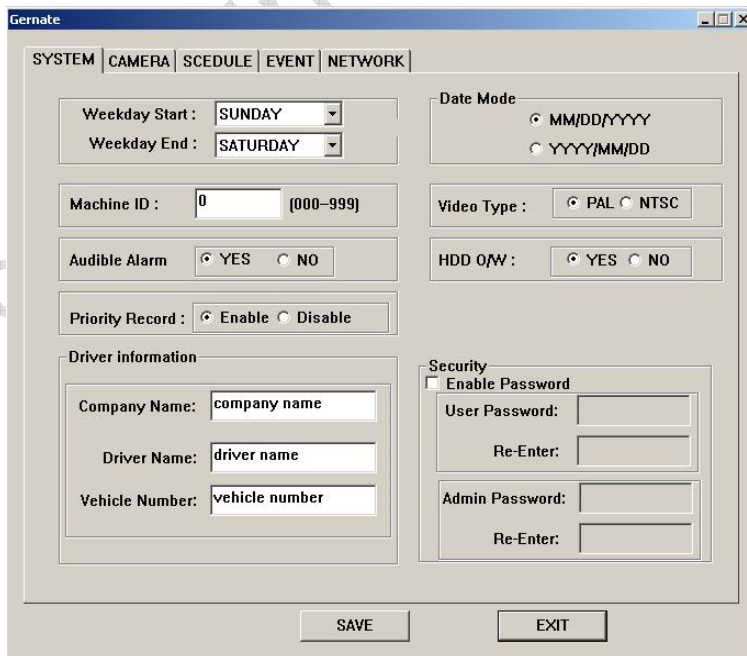 Gernate
SYSTEM CAMERA SCEDULE EVENT NETWORK
Weekday Start : SUNDAY
Weekday End : SATURDAY
Date Mode
MM/DD/YYYY
YYYY/MM/DD
Machine ID : 0 (000-999)
Video Type : PAL NTSC
Audible Alarm YES NO
HDD O/W : YES NO
Priority Record : Enable Disable
Driver information
Company Name: company name
Driver Name: driver name
Vehicle Number: vehicle number
Security
Enable Password
User Password:
Re-Enter:
Admin Password:
Re-Enter:
SAVE EXIT